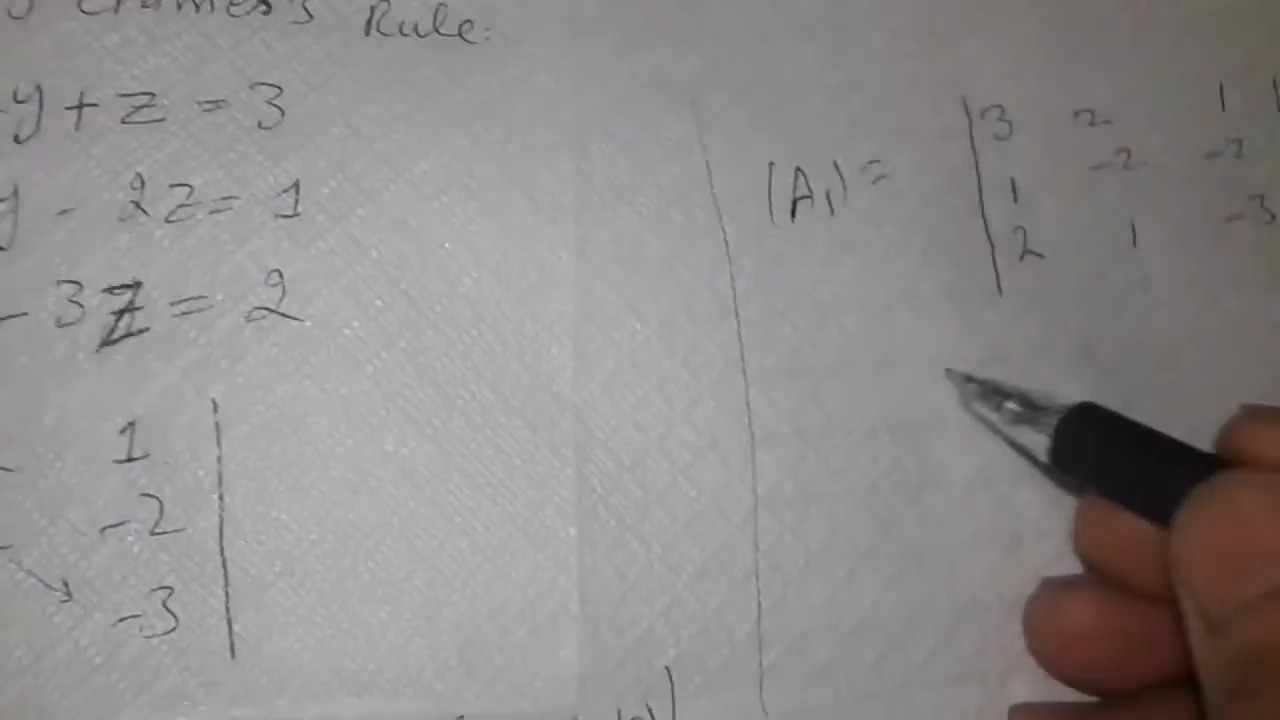 Cramer's Rule:
y + z = 3
y - 2z = 1
- 3z = 2
1
-2
-3
|A₁| =
3 2 1
1 -2 -2
2 1 -3